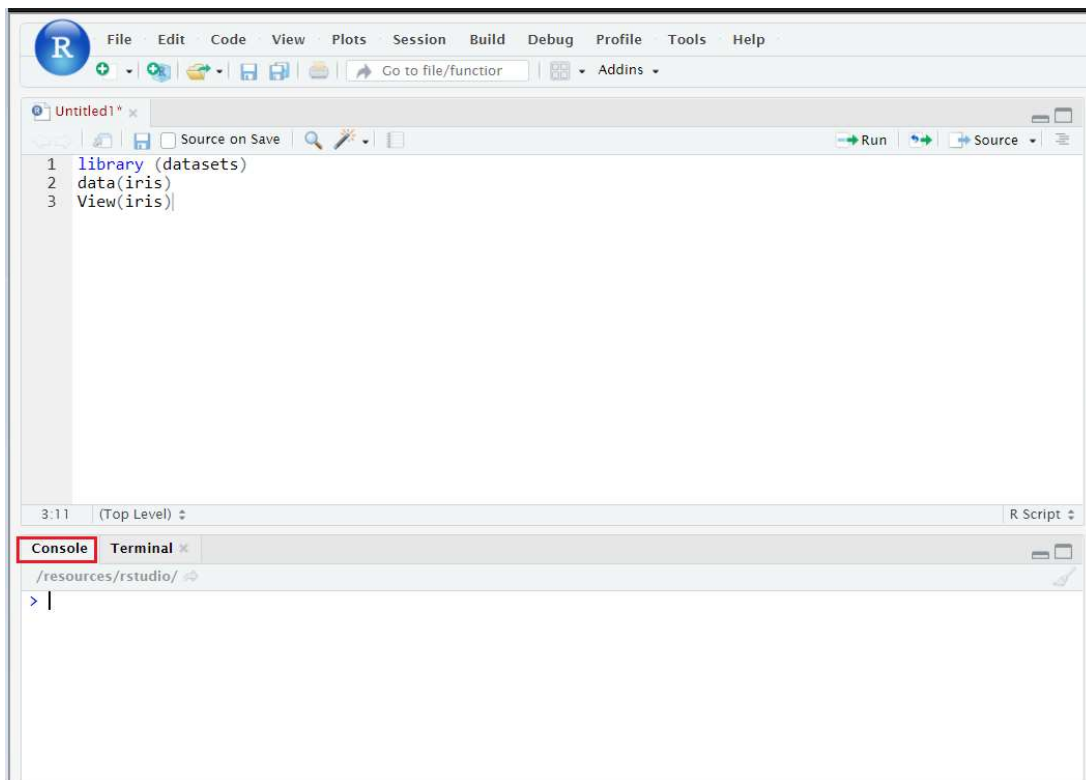 R
File Edit Code View Plots Session Build Debug Profile Tools Help
Go to file/functior Addins
Untitled1*
Source on Save Run Source
1 library (datasets)
2 data(iris)
3 View(iris)
3:11 (Top Level) R Script
Console Terminal
/resources/rstudio/
>